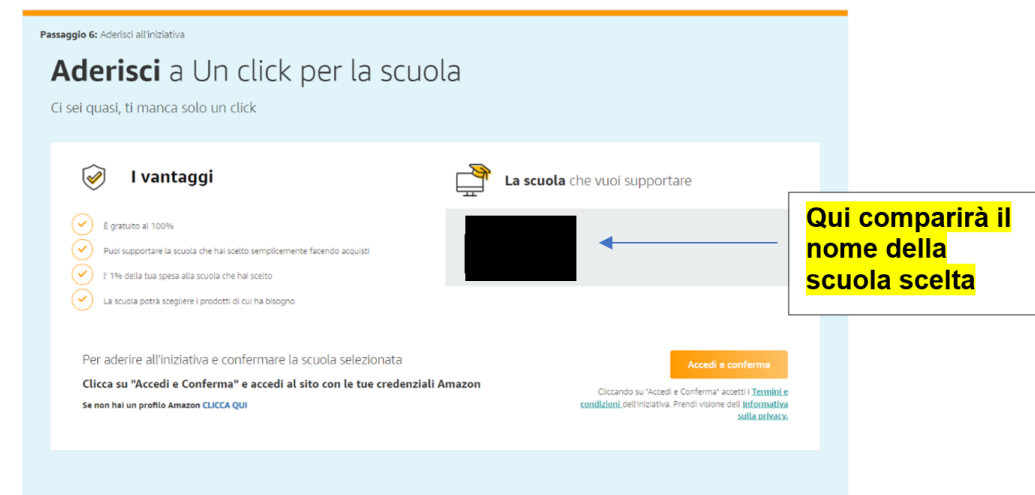 Passaggio 6: Aderisci all'iniziativa
Aderisci a Un click per la scuola
Ci sei quasi, ti manca solo un click
I vantaggi
È gratuito al 100%
Puoi supportare la scuola che hai scelto semplicemente facendo acquisti
l' 1% della tua spesa alla scuola che hai scelto
La scuola potra scegliere i prodotti di cui ha bisogno
La scuola che vuoi supportare
Qui comparirà il
nome della
scuola scelta
Per aderire all'iniziativa e confermare la scuola selezionata
Clicca su "Accedi e Conferma" e accedi al sito con le tue credenziali Amazon
Se non hai un profilo Amazon CLICCA QUI
Accedi e conferma
Cliccando su "Accedi e Conferma" accetti i Termini e
condizioni dell'iniziativa. Prendi visione dell Informativa
sulla privacy.